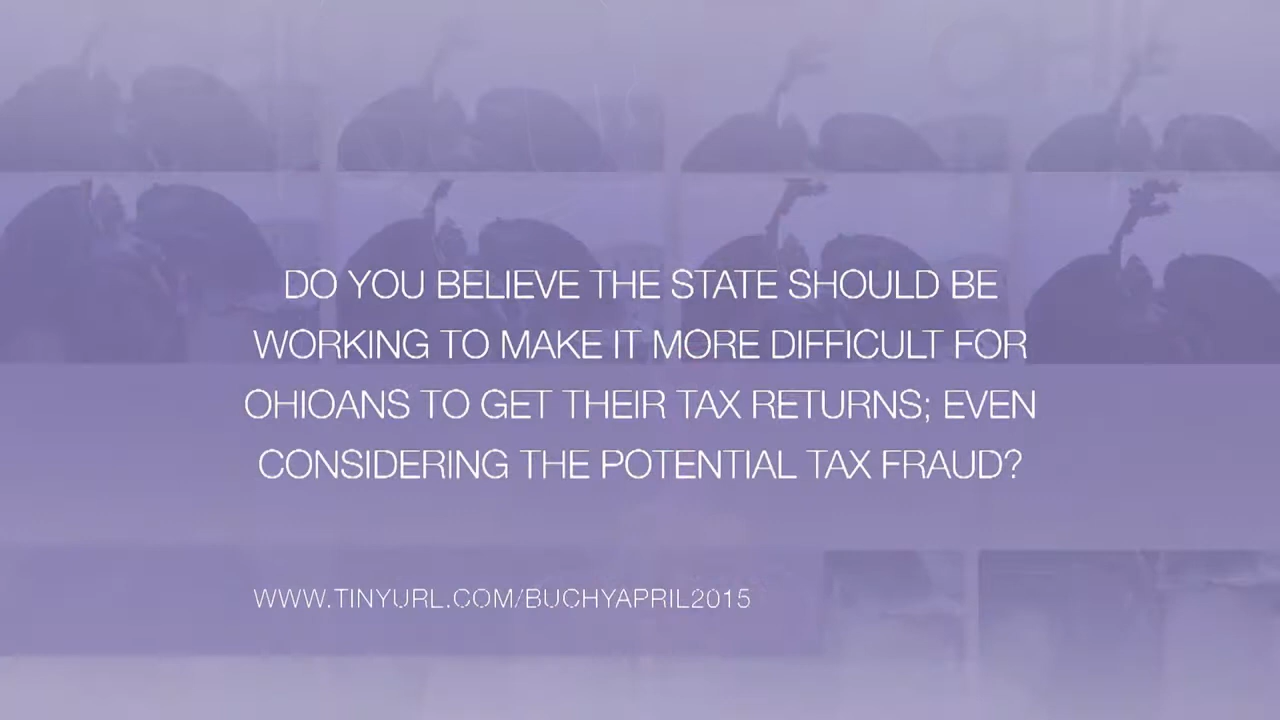 DO YOU BELIEVE THE STATE SHOULD BE
WORKING TO MAKE IT MORE DIFFICULT FOR
OHIOANS TO GET THEIR TAX RETURNS; EVEN
CONSIDERING THE POTENTIAL TAX FRAUD?
WWW.TINYURL.COM/BUCHYAPRIL2015